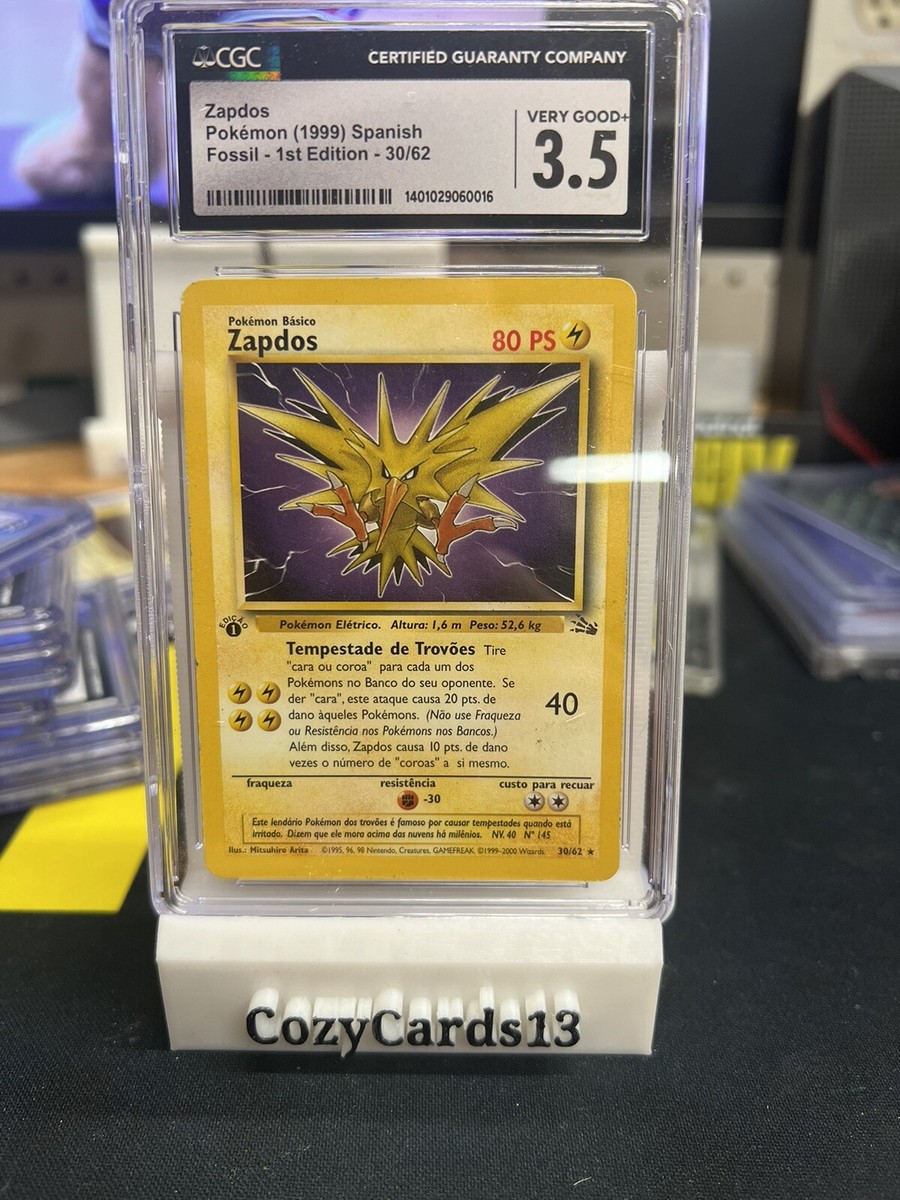 CGC CERTIFIED GUARANTY COMPANY
Zapdos
Pokémon (1999) Spanish
Fossil - 1st Edition - 30/62
VERY GOOD+
3.5
1401029060016
Pokémon Básico
Zapdos
80 PS
EDIÇÃO
1
Pokémon Elétrico. Altura: 1,6 m Peso: 52,6 kg
Tempestade de Trovões Tire
"cara ou coroa" para cada um dos
Pokémons no Banco do seu oponente. Se
der "cara", este ataque causa 20 pts. de
dano àqueles Pokémons. (Não use Fraqueza
ou Resistência nos Pokémons nos Bancos.)
Além disso, Zapdos causa 10 pts. de dano
vezes o número de "coroas" a si mesmo.
40
fraqueza resistência custo para recuar
-30
Este lendário Pokémon dos trovões é famoso por causar tempestades quando está
irritado. Dizem que ele mora acima das nuvens há milênios. NV. 40 Nº 145
Ilus.: Mitsuhiro Arita ©1995, 96, 98 Nintendo, Creatures, GAMEFREAK. ©1999-2000 Wizards. 30/62 ★
CozyCards13